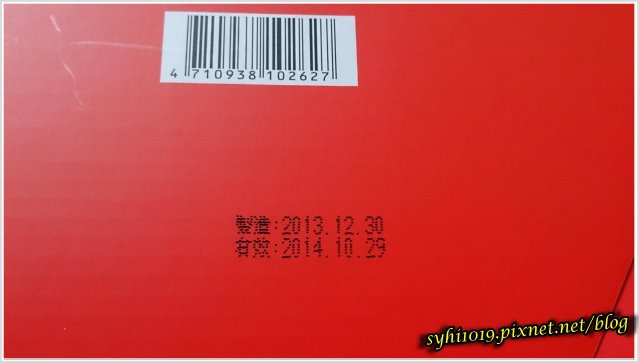 4 710938 102627
製造:2013.12.30
有效:2014.10.29
syhi1019.pixnet.net/blog